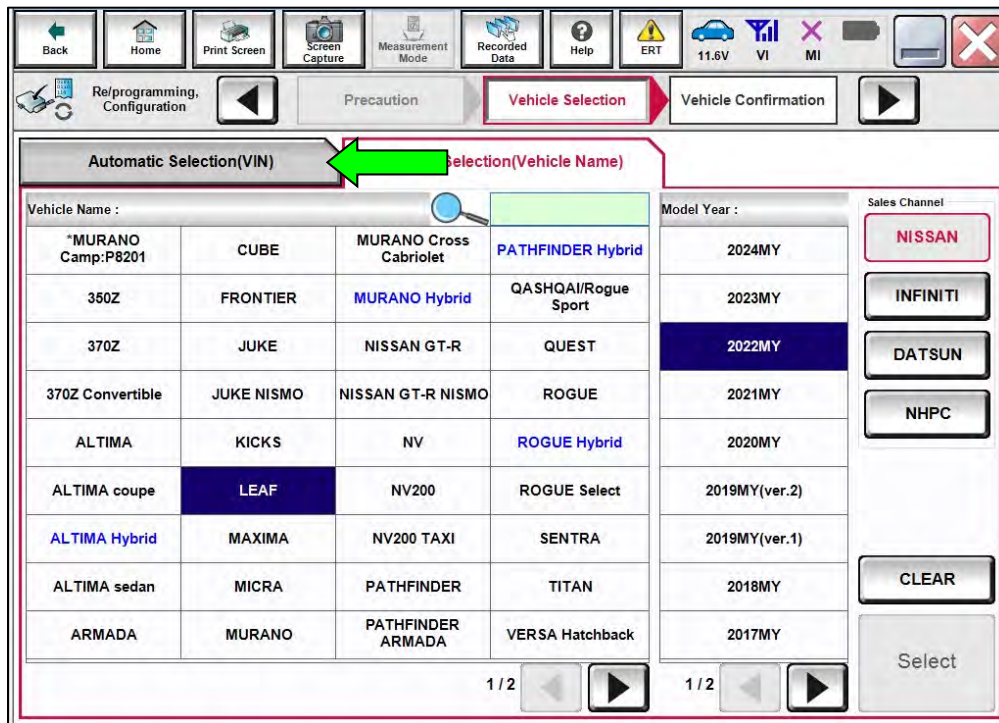 Back
Home
Print Screen
Screen
Capture
Measurement
Mode
Recorded
Data
Help
ERT
11.6V
VI
MI
Re/programming,
Configuration
Precaution
Vehicle Selection
Vehicle Confirmation
Automatic Selection(VIN)
Selection(Vehicle Name)
Vehicle Name :
Model Year :
Sales Channel
*MURANO
Camp:P8201
CUBE
MURANO Cross
Cabriolet
PATHFINDER Hybrid
2024MY
NISSAN
350Z
FRONTIER
MURANO Hybrid
QASHQAI/Rogue
Sport
2023MY
INFINITI
370Z
JUKE
NISSAN GT-R
QUEST
2022MY
DATSUN
370Z Convertible
JUKE NISMO
NISSAN GT-R NISMO
ROGUE
2021MY
NHPC
ALTIMA
KICKS
NV
ROGUE Hybrid
2020MY
ALTIMA coupe
LEAF
NV200
ROGUE Select
2019MY(ver.2)
ALTIMA Hybrid
MAXIMA
NV200 TAXI
SENTRA
2019MY(ver.1)
ALTIMA sedan
MICRA
PATHFINDER
TITAN
2018MY
CLEAR
ARMADA
MURANO
PATHFINDER
ARMADA
VERSA Hatchback
2017MY
Select
1 / 2
1 / 2